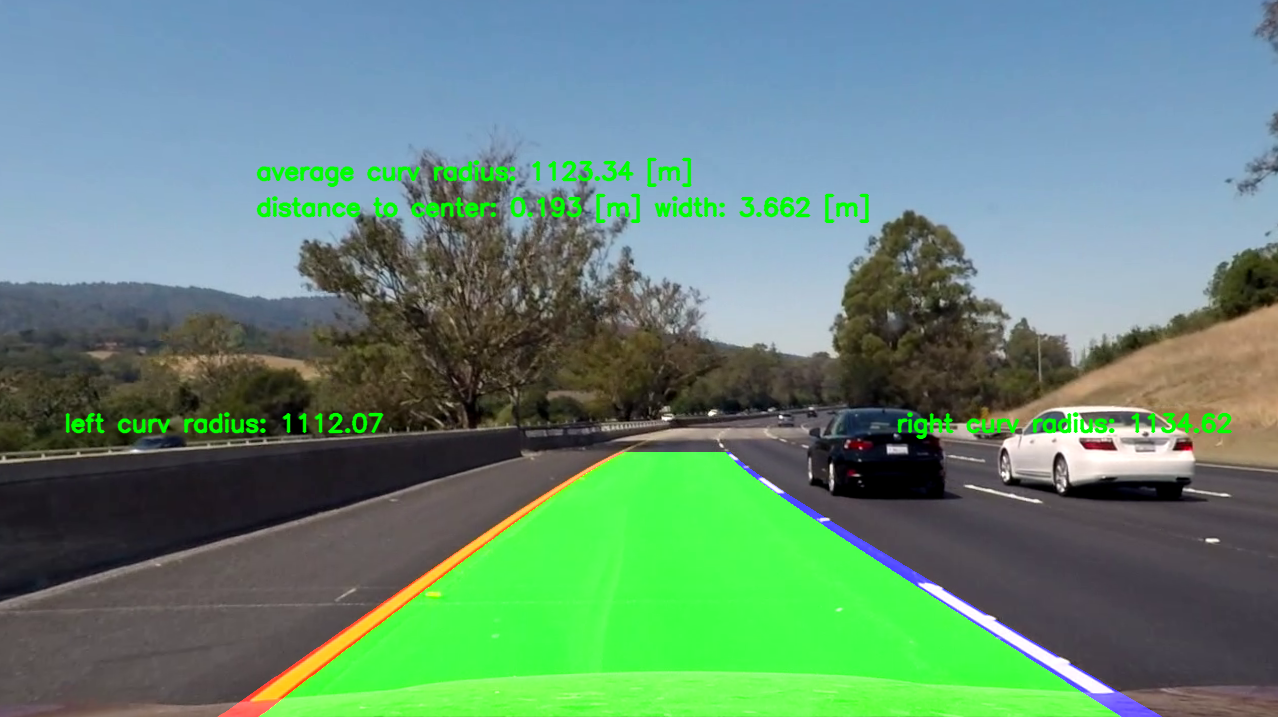 average curv radius: 1123.34 [m]
distance to center: 0.193 [m] width: 3.662 [m]
left curv radius: 1112.07
right curv radius: 1134.62